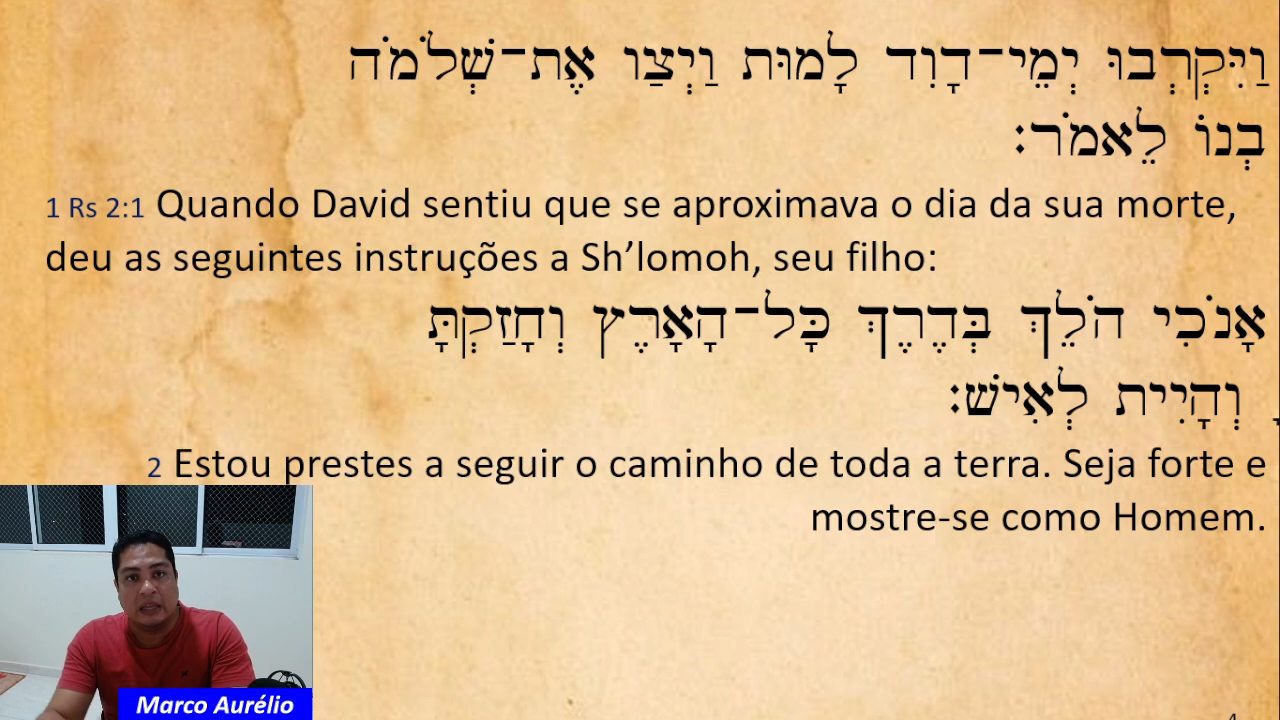 וַיִּקְרְבוּ יְמֵי־דָוִד לָמוּת וַיְצַו אֶת־שְׁלֹמֹה
בְנוֹ לֵאמֹר׃
1 Rs 2:1 Quando David sentiu que se aproximava o dia da sua morte,
deu as seguintes instruções a Sh’lomoh, seu filho:
אָנֹכִי הֹלֵךְ בְּדֶרֶךְ כָּל־הָאָרֶץ וְחָזַקְתָּ
וְהָיִיתָ לְאִישׁ׃
2 Estou prestes a seguir o caminho de toda a terra. Seja forte e
mostre-se como Homem.
Marco Aurélio